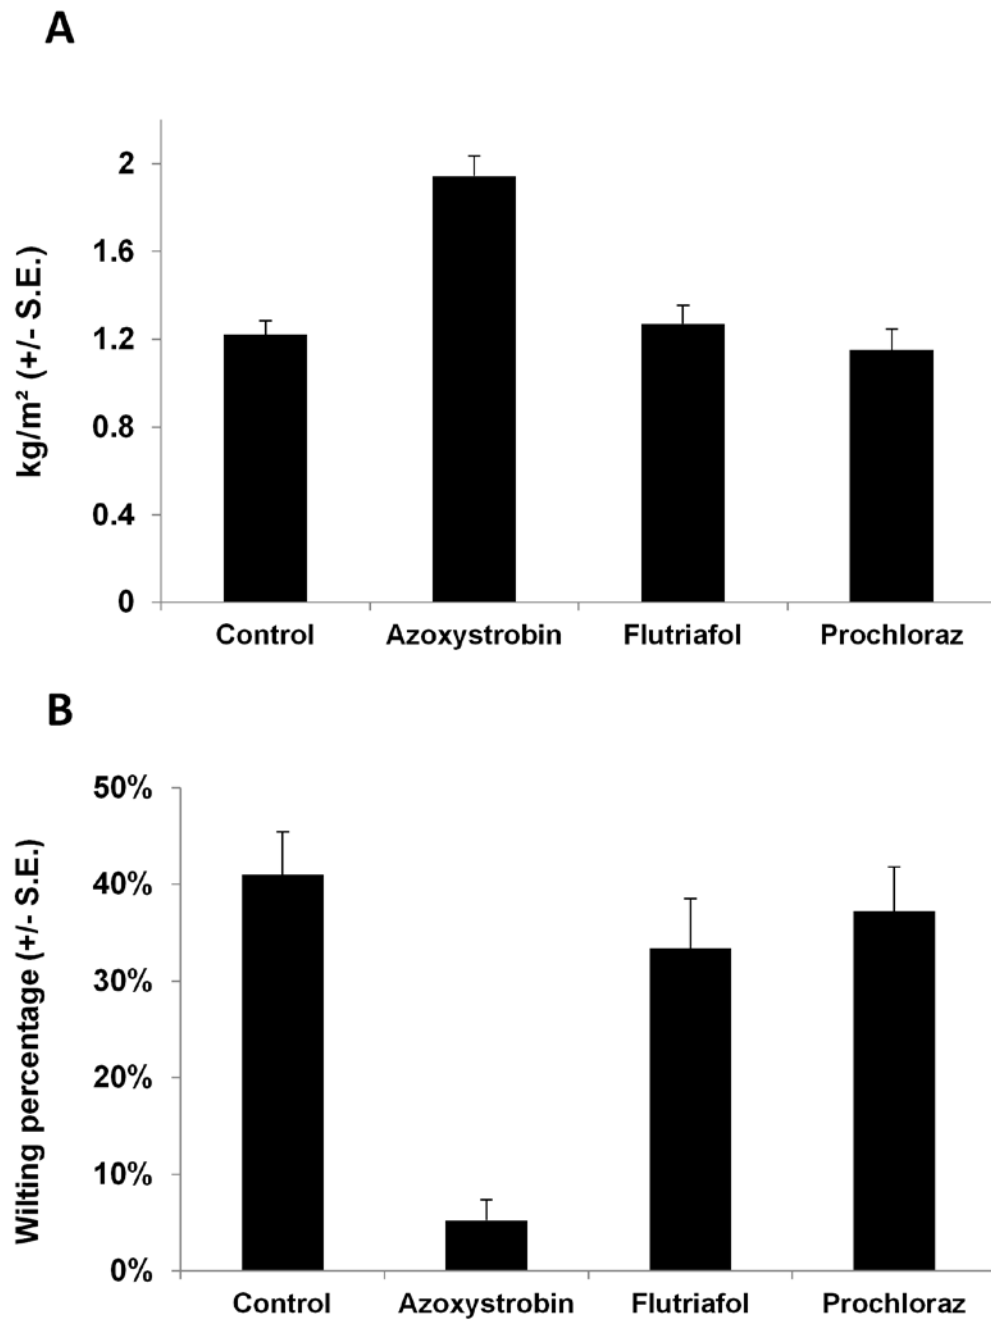 A
kg/m² (+/- S.E.)
2
1.6
1.2
0.8
0.4
0
Control Azoxystrobin Flutriafol Prochloraz
B
Wilting percentage (+/- S.E.)
50%
40%
30%
20%
10%
0%
Control Azoxystrobin Flutriafol Prochloraz